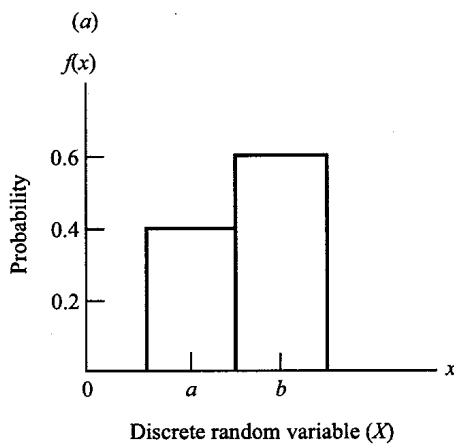 (a)
f(x)
Probability
0.6
0.4
0.2
0
a
b
x
Discrete random variable (X)